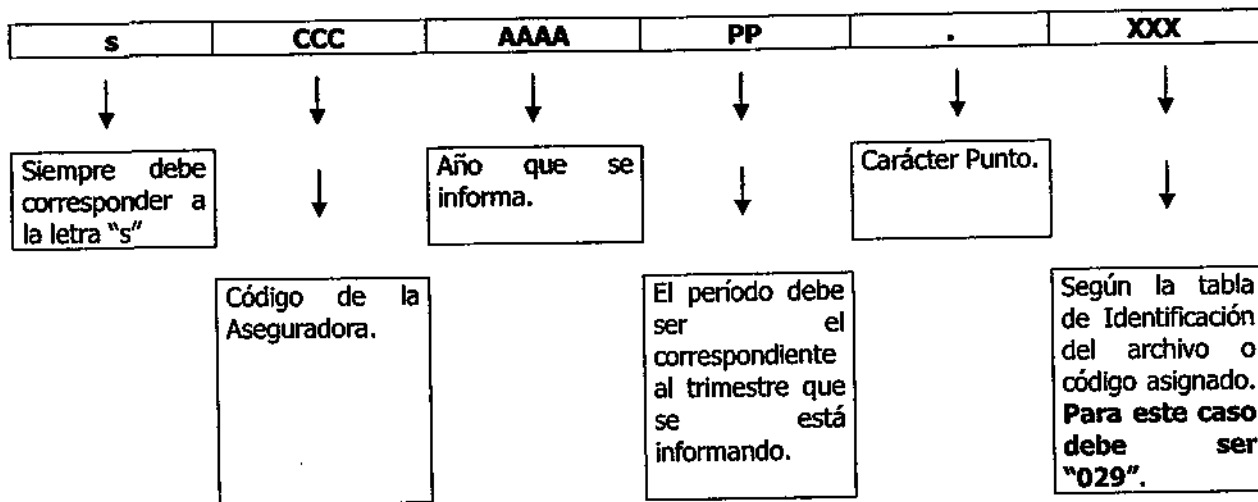 s CCC AAAA PP . XXX
Siempre debe
corresponder a
la letra "s"
Código de la
Aseguradora.
Año que se
informa.
El período debe
ser el
correspondiente
al trimestre que
se está
informando.
Carácter Punto.
Según la tabla
de Identificación
del archivo o
código asignado.
Para este caso
debe ser
"029".